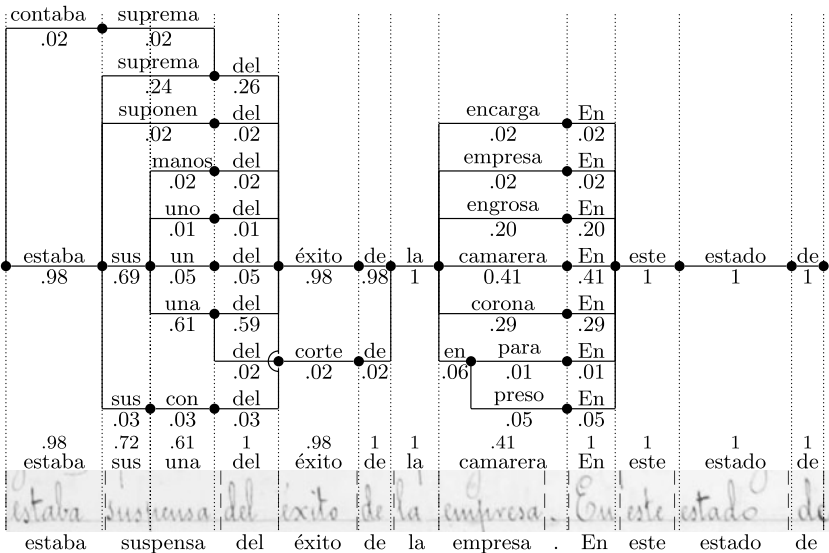 contaba suprema
.02 .02
suprema del
.24 .26
suponen del
.02 .02
manos del
.02 .02
uno del
.01 .01
estaba sus un del éxito de la
.98 .69 .05 .05 .98 .98 1
una del
.61 .59
del corte de
.02 .02 .02
sus con del
.03 .03 .03
encarga En
.02 .02
empresa En
.02 .02
engrosa En
.20 .20
camarera En este estado de
0.41 .41 1 1 1
corona En
.29 .29
en para En
.06 .01 .01
preso En
.05 .05
.98 .72 .61 1 .98 1 1 .41 1 1 1 1
estaba sus una del éxito de la camarera En este estado de
estaba suspensa del éxito de la empresa. En este estado de
estaba suspensa del éxito de la empresa . En este estado de